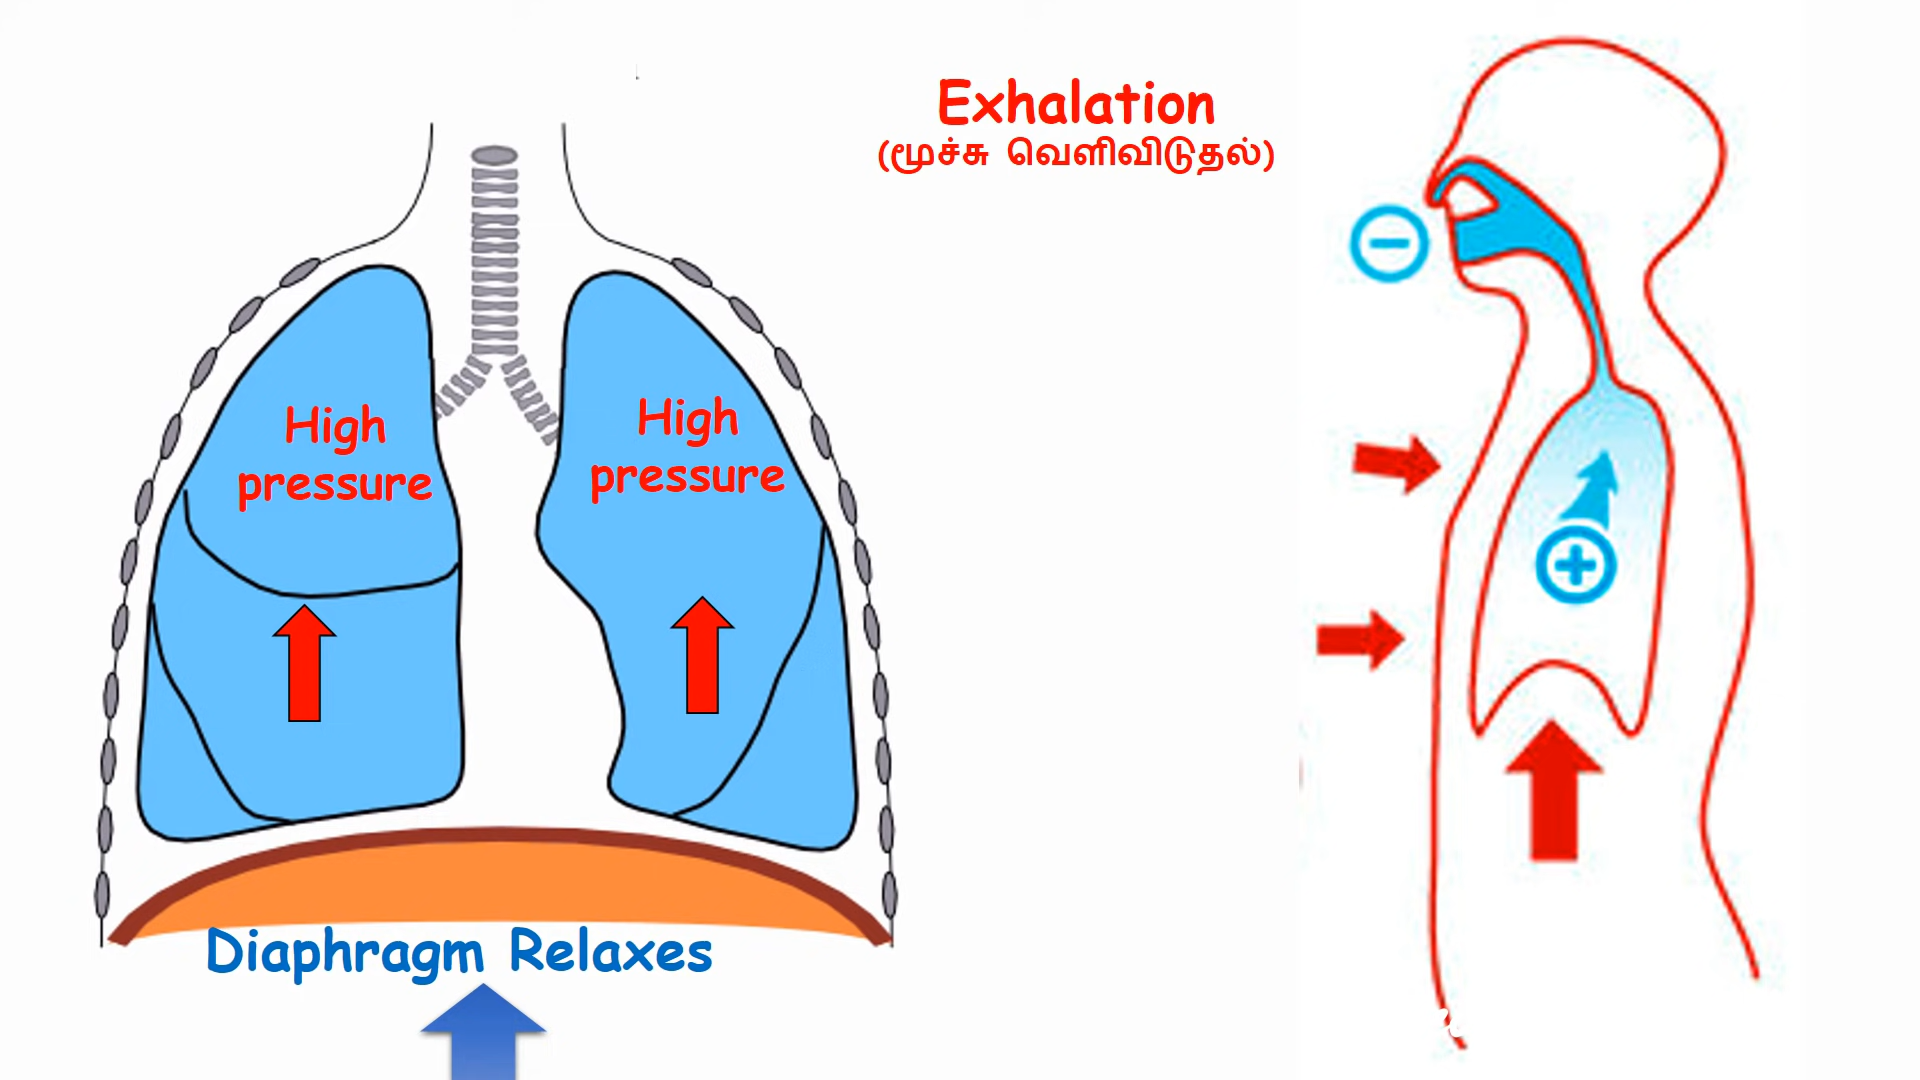 Exhalation
(மூச்சு வெளிவிடுதல்)
High
pressure
High
pressure
Diaphragm Relaxes